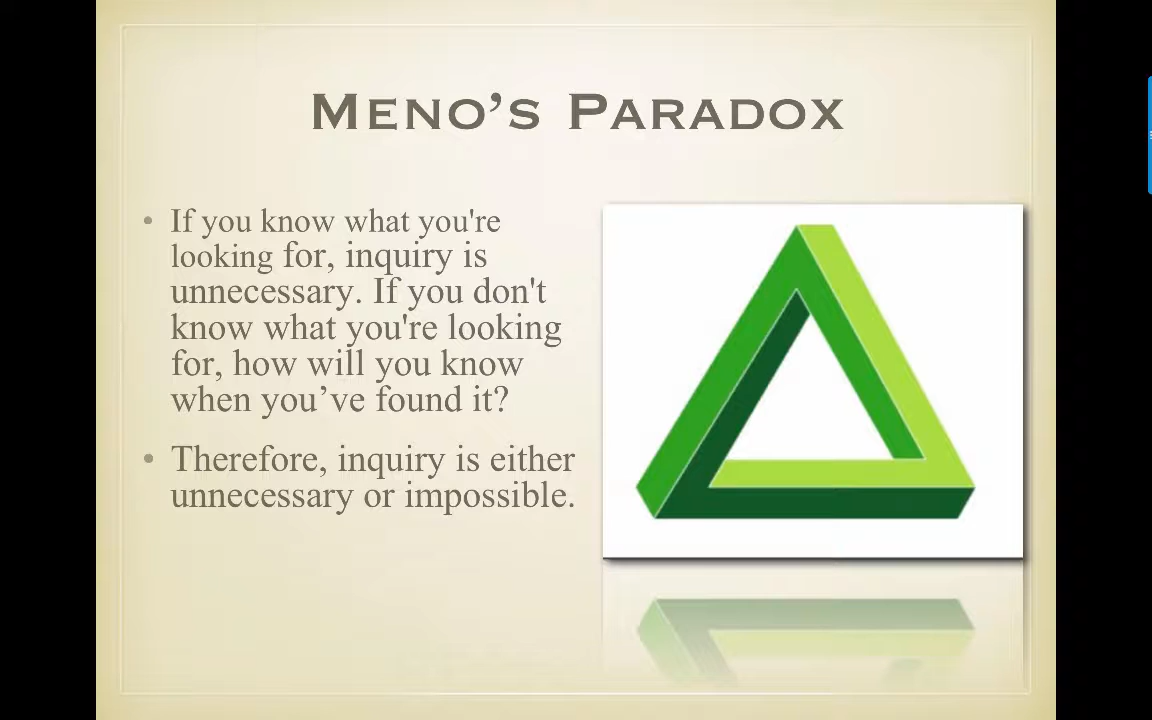 MENO’S PARADOX
• If you know what you're
looking for, inquiry is
unnecessary. If you don't
know what you're looking
for, how will you know
when you’ve found it?
• Therefore, inquiry is either
unnecessary or impossible.